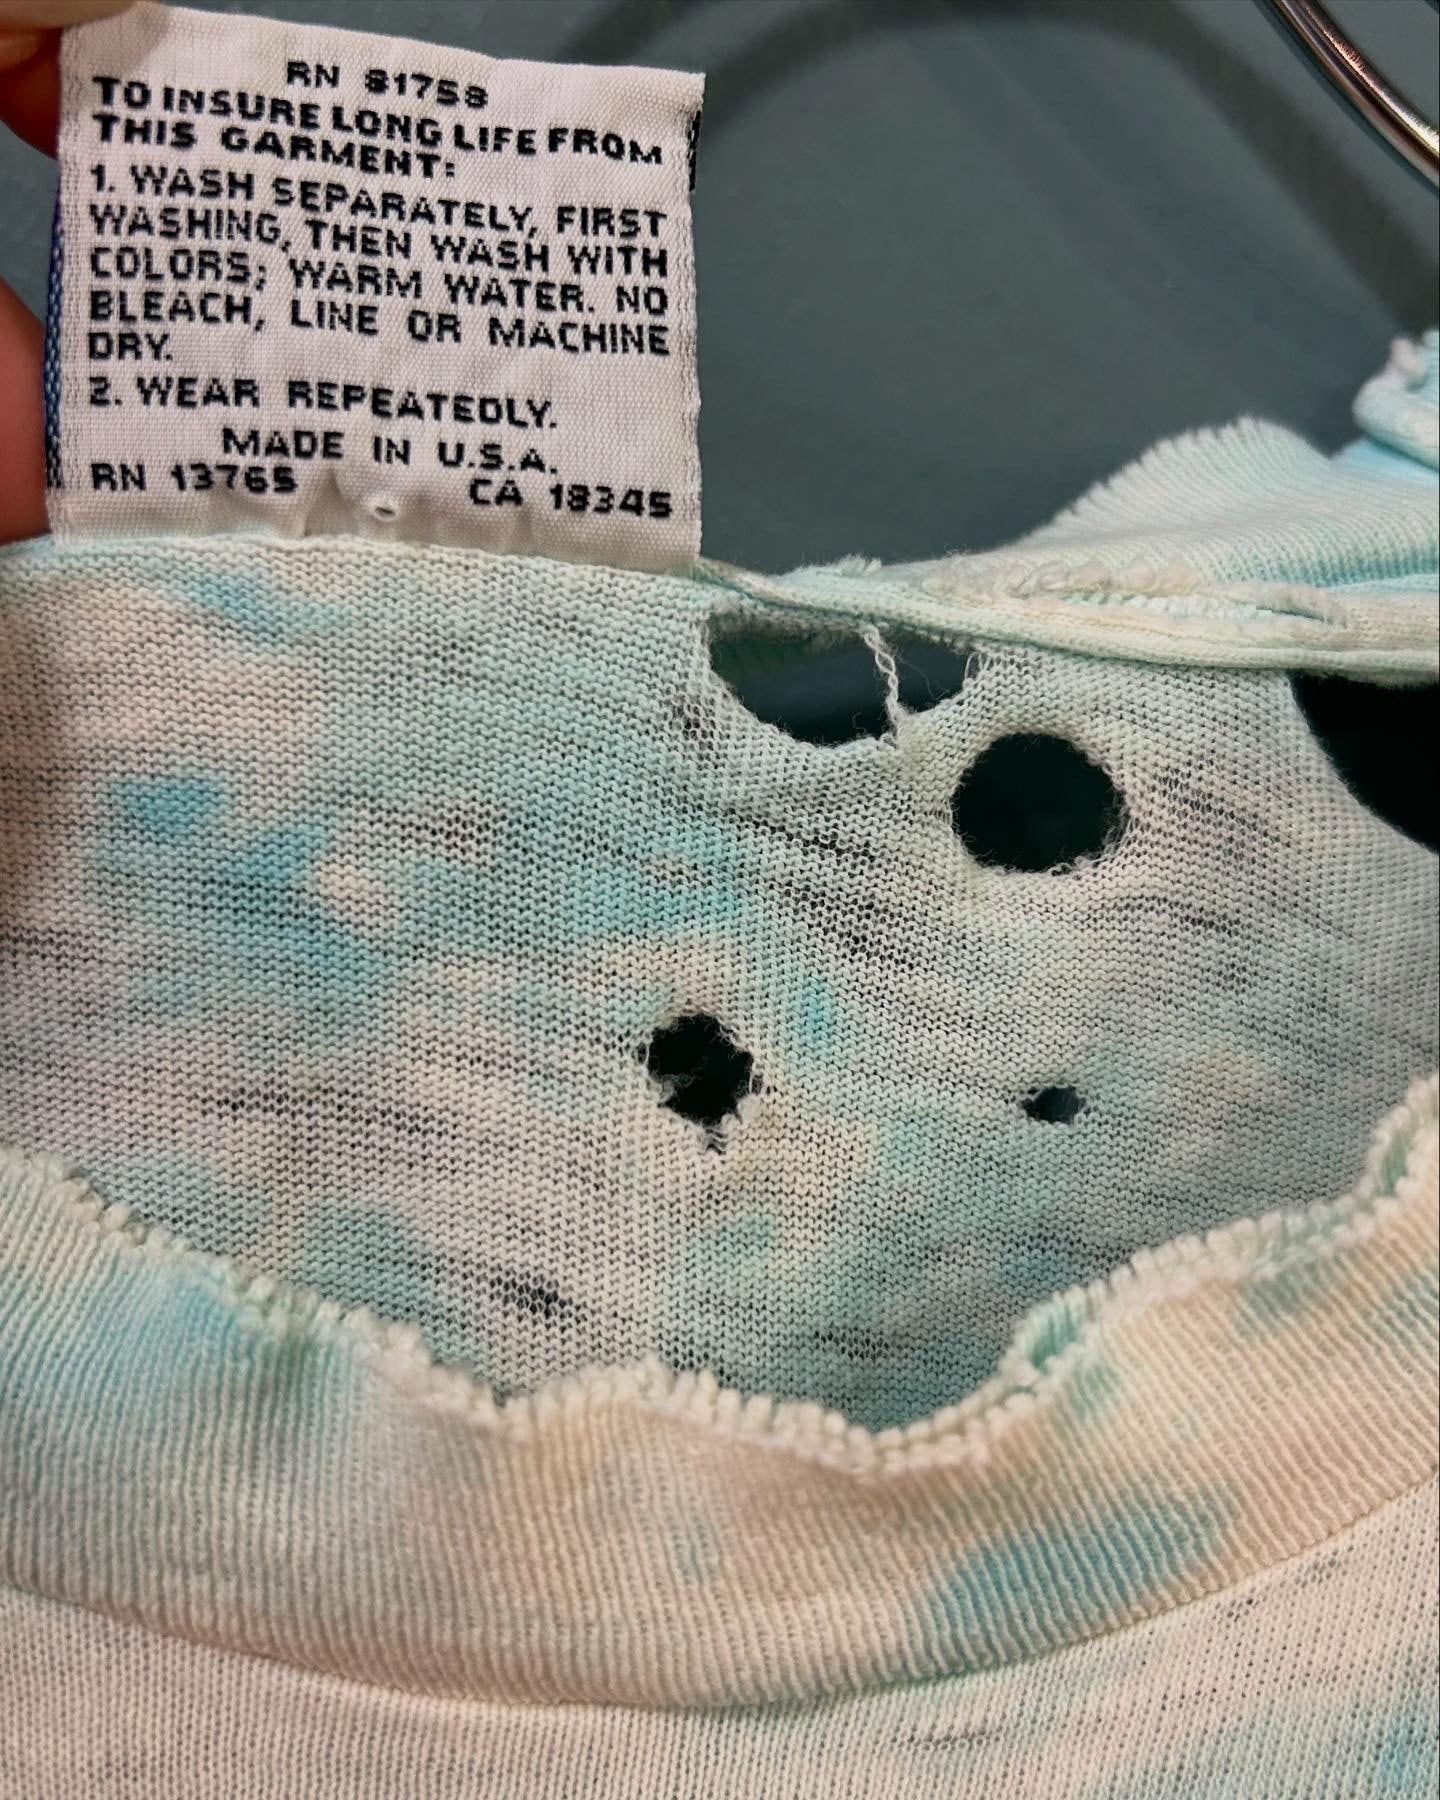 RN 81758
TO INSURE LONG LIFE FROM
THIS GARMENT:
1. WASH SEPARATELY, FIRST
WASHING, THEN WASH WITH
COLORS; WARM WATER. NO
BLEACH, LINE OR MACHINE
DRY.
2. WEAR REPEATEDLY.
MADE IN U.S.A.
RN 13765 CA 18345